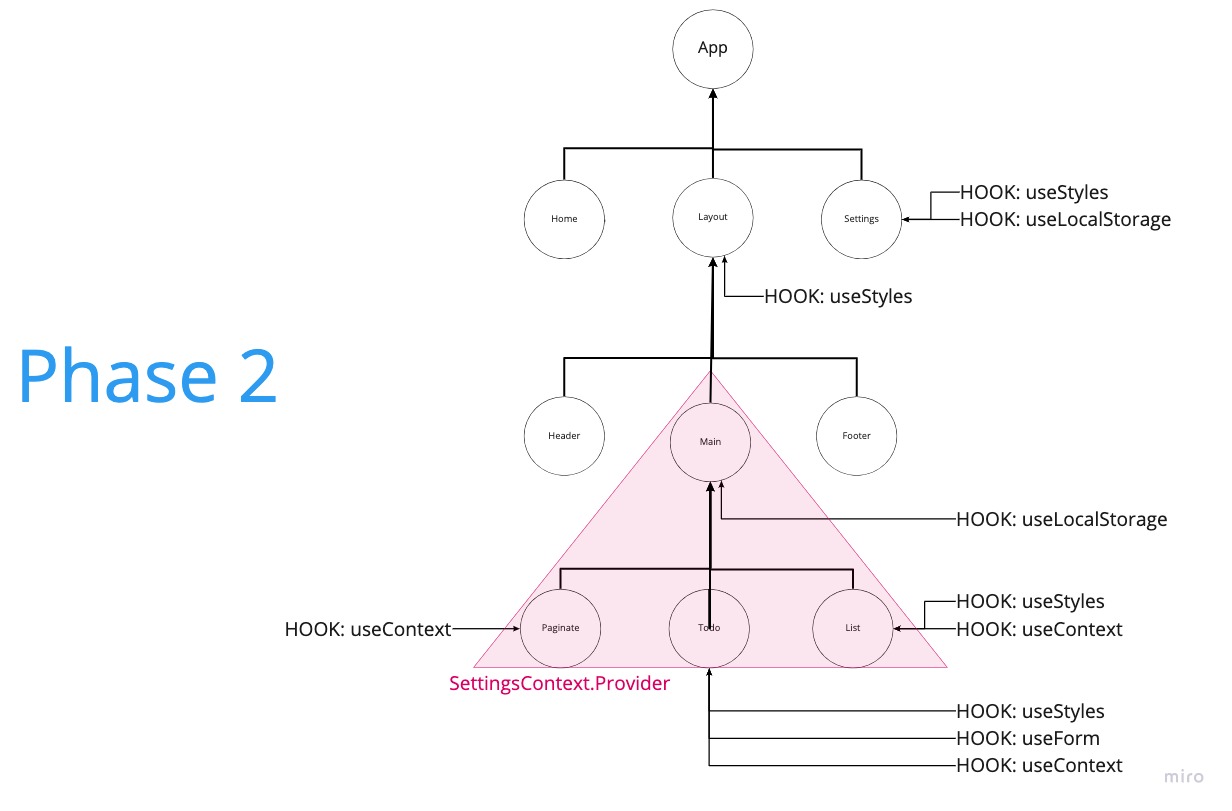 App
Home
Layout
Settings
HOOK: useStyles
HOOK: useLocalStorage
HOOK: useStyles
Phase 2
Header
Main
Footer
HOOK: useLocalStorage
HOOK: useStyles
HOOK: useContext
Paginate
Todo
List
HOOK: useContext
SettingsContext.Provider
HOOK: useStyles
HOOK: useForm
HOOK: useContext
miro